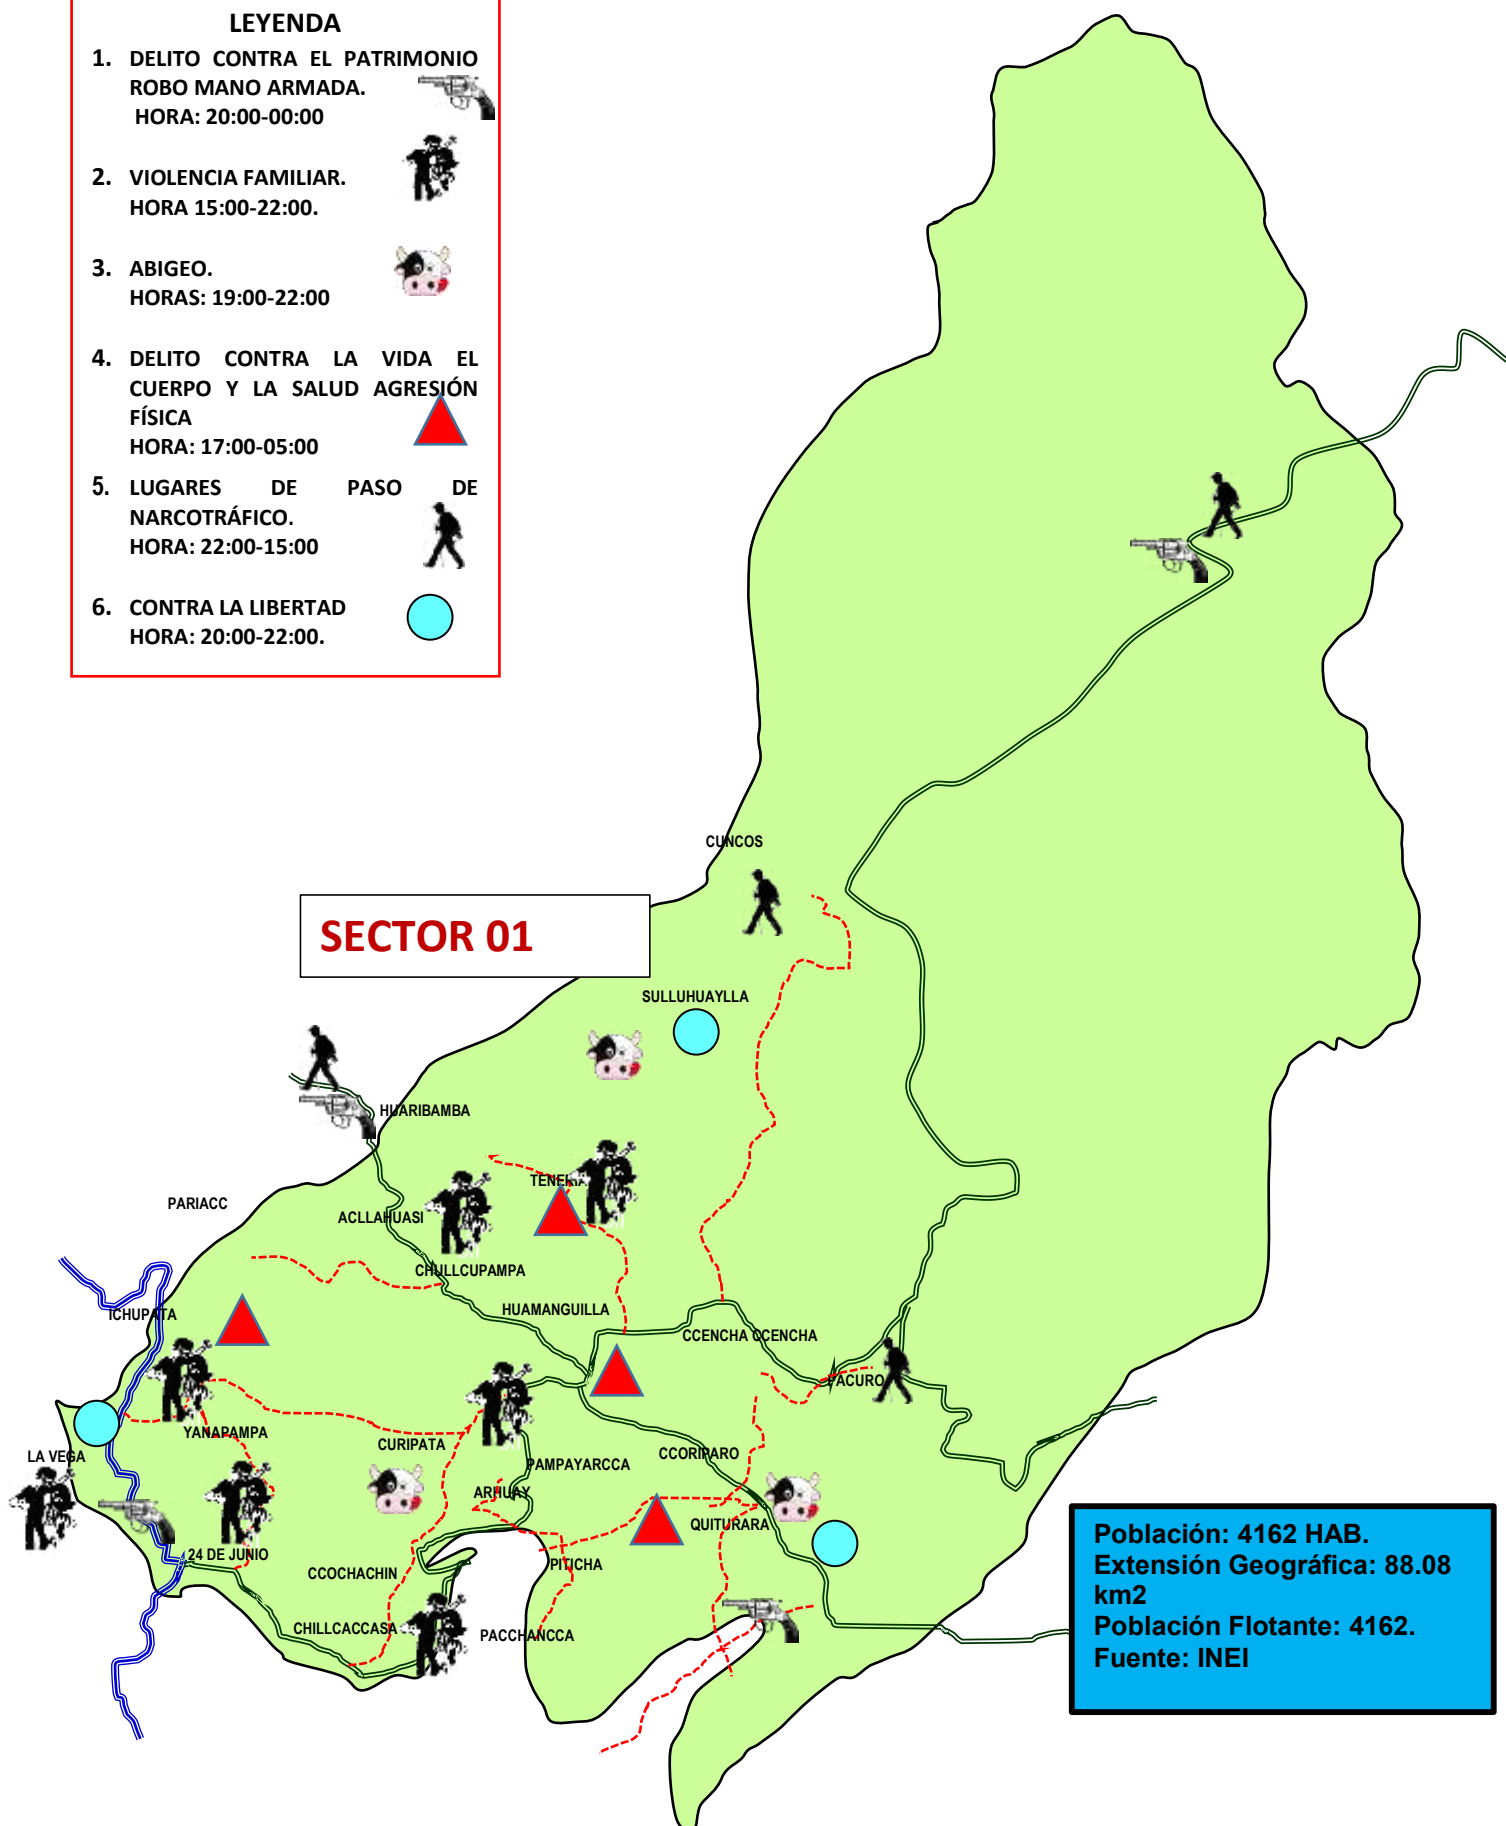 LEYENDA
1. DELITO CONTRA EL PATRIMONIO
ROBO MANO ARMADA.
HORA: 20:00-00:00
2. VIOLENCIA FAMILIAR.
HORA 15:00-22:00.
3. ABIGEO.
HORAS: 19:00-22:00
4. DELITO CONTRA LA VIDA EL
CUERPO Y LA SALUD AGRESIÓN
FÍSICA
HORA: 17:00-05:00
5. LUGARES DE PASO DE
NARCOTRÁFICO.
HORA: 22:00-15:00
6. CONTRA LA LIBERTAD
HORA: 20:00-22:00.
CUNCOS
SECTOR 01
SULLUHUAYLLA
HUARIBAMBA
TENERIA
PARIACC
ACLLAHUASI
CHULLCUPAMPA
ICHUPATA
HUAMANGUILLA
CCENCHA CCENCHA
PACURO
YANAPAMPA
CURIPATA
LA VEGA
PAMPAYARCCA
CCORIPARO
ARHUAY
QUITURARA
24 DE JUNIO
CCOCHACHIN
PITICHA
CHILLCACCASA
PACCHANCCA
Población: 4162 HAB.
Extensión Geográfica: 88.08
km2
Población Flotante: 4162.
Fuente: INEI